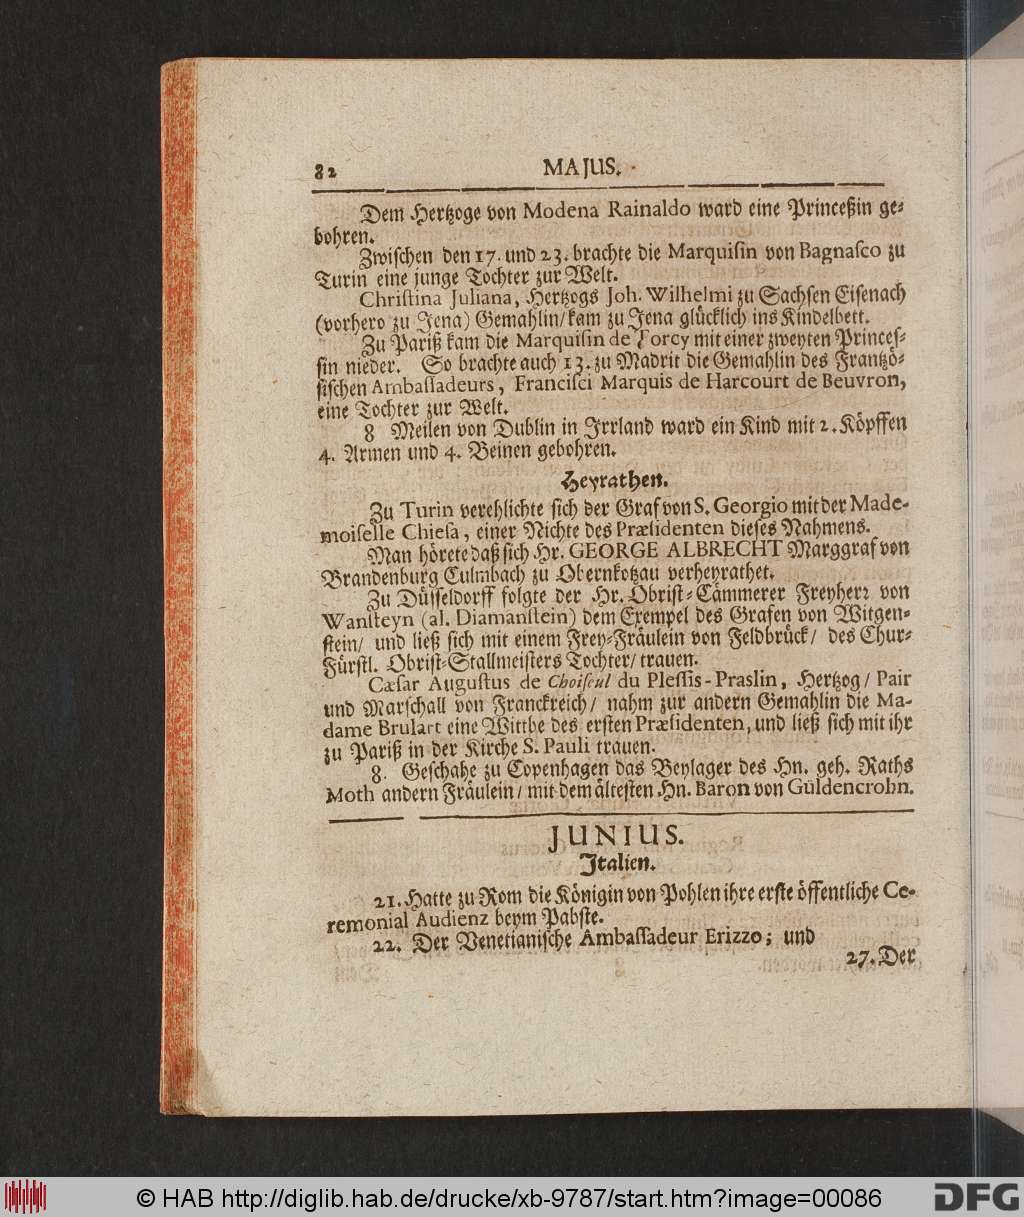 82 MAJUS.
Dem Hertzoge von Modena Rainaldo ward eine Princeßin ge-
bohren.
Zwischen den 17. und 23. brachte die Marquisin von Bagnasco zu
Turin eine junge Tochter zur Welt.
Christina Juliana, Hertzogs Joh. Wilhelmi zu Sachsen Eisenach
(vorhero zu Jena) Gemahlin/ kam zu Jena glücklich ins Kindelbett.
Zu Pariß kam die Marquisin de Torcy mit einer zweyten Princes-
sin nieder. So brachte auch 13. zu Madrit die Gemahlin des Frantzö-
sischen Ambassadeurs, Francisci Marquis de Harcourt de Beuvron,
eine Tochter zur Welt.
8 Meilen von Dublin in Irrland ward ein Kind mit 2. Köpffen
4. Armen und 4. Beinen gebohren.
Heyrathen.
Zu Turin verehlichte sich der Graf von S. Georgio mit der Made-
moiselle Chiesa, einer Nichte des Præsidenten dieses Nahmens.
Man hörete daß sich Hr. GEORGE ALBRECHT Marggraf von
Brandenburg Culmbach zu Obernkotzau verheyrathet.
Zu Düsseldorff folgte der Hr. Obrist-Cämmerer Freyherr von
Wansteyn (al. Diamanstein) dem Exempel des Grafen von Witgen-
stein/ und ließ sich mit einem Frey-Fräulein von Feldbrück/ des Chur-
Fürstl. Obrist-Stallmeisters Tochter/ trauen.
Cæsar Augustus de Choiseul du Plessis-Praslin, Hertzog/ Pair
und Marschall von Franckreich/ nahm zur andern Gemahlin die Ma-
dame Brulart eine Wittbe des ersten Præsidenten, und ließ sich mit ihr
zu Pariß in der Kirche S. Pauli trauen.
8. Geschahe zu Copenhagen das Beylager des Hn. geh. Raths
Moth andern Fräulein/ mit dem ältesten Hn. Baron von Güldencrohn.
JUNIUS.
Italien.
21. Hatte zu Rom die Königin von Pohlen ihre erste öffentliche Ce-
remonial Audienz beym Pabste.
22. Der Venetianische Ambassadeur Erizzo; und
27. Der
© HAB http://diglib.hab.de/drucke/xb-9787/start.htm?image=00086
DFG